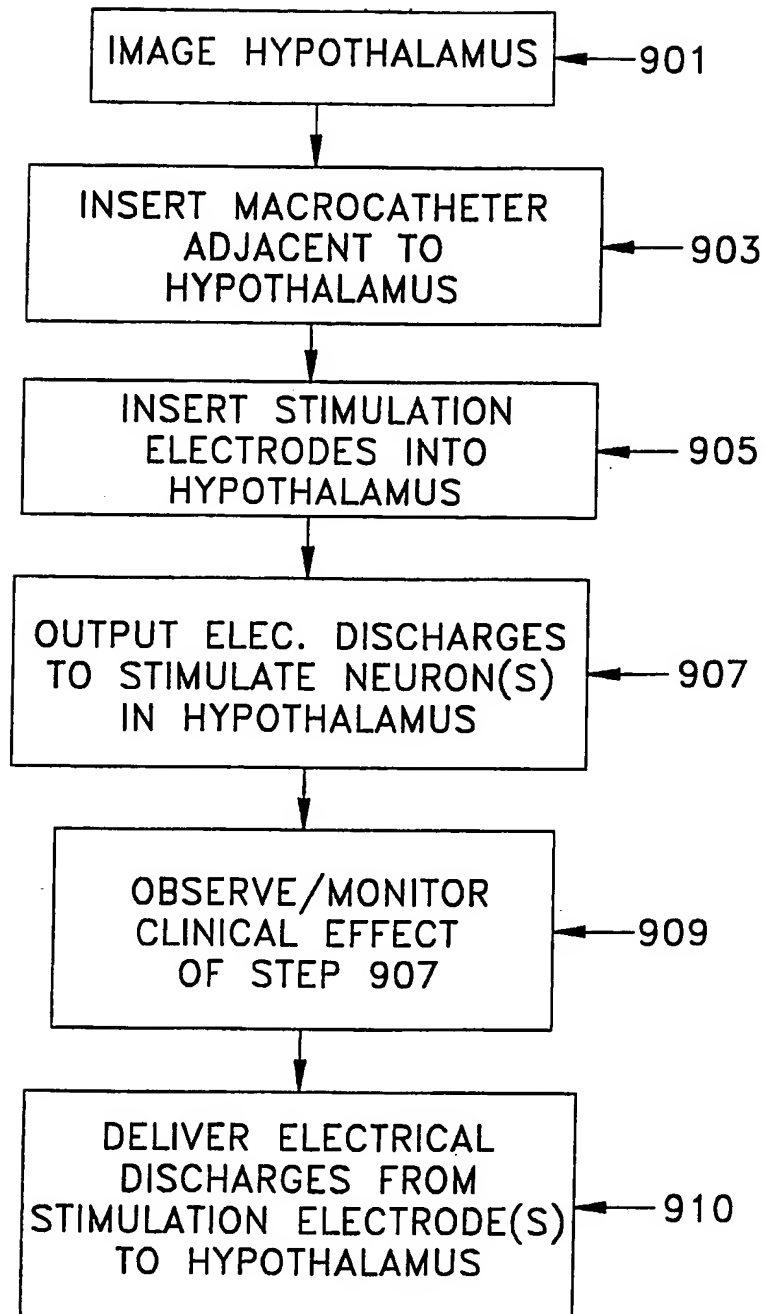 IMAGE HYPOTHALAMUS
901
INSERT MACROCATHETER
ADJACENT TO
HYPOTHALAMUS
903
INSERT STIMULATION
ELECTRODES INTO
HYPOTHALAMUS
905
OUTPUT ELEC. DISCHARGES
TO STIMULATE NEURON(S)
IN HYPOTHALAMUS
907
OBSERVE/MONITOR
CLINICAL EFFECT
OF STEP 907
909
DELIVER ELECTRICAL
DISCHARGES FROM
STIMULATION ELECTRODE(S)
TO HYPOTHALAMUS
910